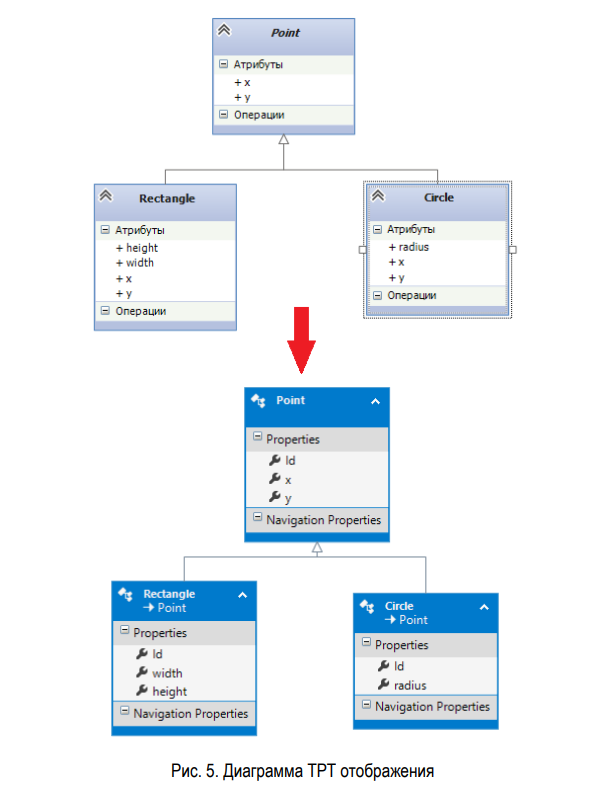 Point
Атрибуты
+ x
+ y
Операции
Rectangle
Атрибуты
+ height
+ width
+ x
+ y
Операции
Circle
Атрибуты
+ radius
+ x
+ y
Операции
Point
Properties
Id
x
y
Navigation Properties
Rectangle
Point
Properties
Id
width
height
Navigation Properties
Circle
Point
Properties
Id
radius
Navigation Properties
Рис. 5. Диаграмма TPT отображения